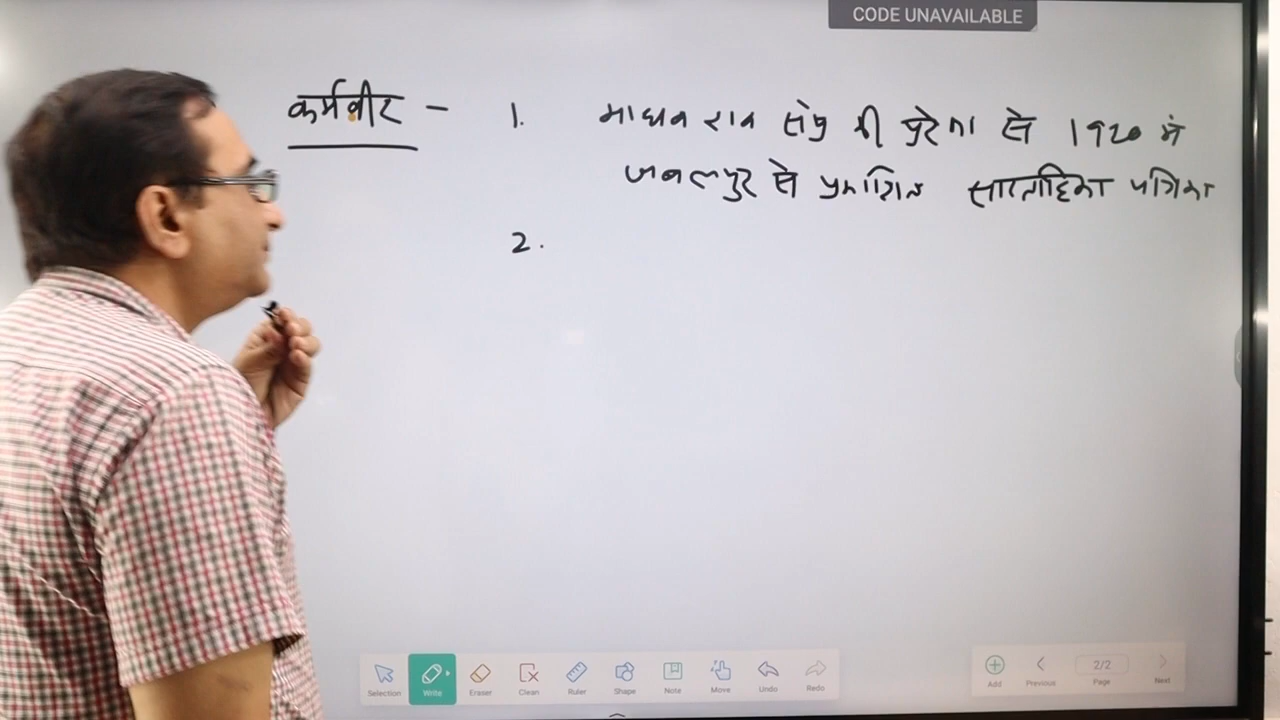 CODE UNAVAILABLE
कर्मवीर - 1. माधव राव सप्रे की प्रेरणा से 1920 में
जबलपुर से प्रकाशित साप्ताहिक पत्रिका
2.
Selection Write Eraser Clean Ruler Shape Note Move Undo Redo
Add Previous 2/2 Page Next